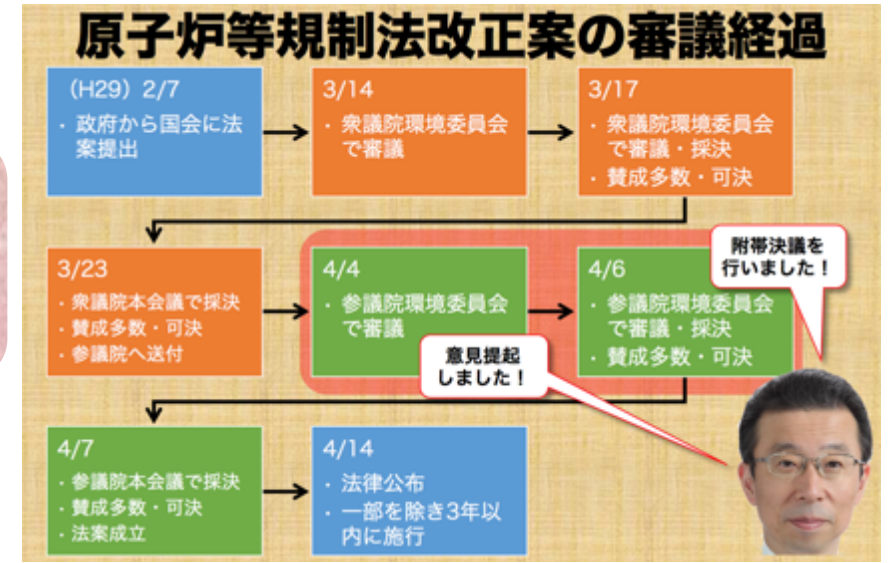 原子炉等規制法改正案の審議経過
（H29）2/7
・政府から国会に法
案提出
3/14
・衆議院環境委員会
で審議
3/17
・衆議院環境委員会
で審議・採決
・賛成多数・可決
3/23
・衆議院本会議で採決
・賛成多数・可決
・参議院へ送付
4/4
・参議院環境委員会
で審議
意見提起
しました！
4/6
・参議院環境委員会
で審議・採決
・賛成多数・可決
附帯決議を
行いました！
4/7
・参議院本会議で採決
・賛成多数・可決
・法案成立
4/14
・法律公布
・一部を除き3年以
内に施行